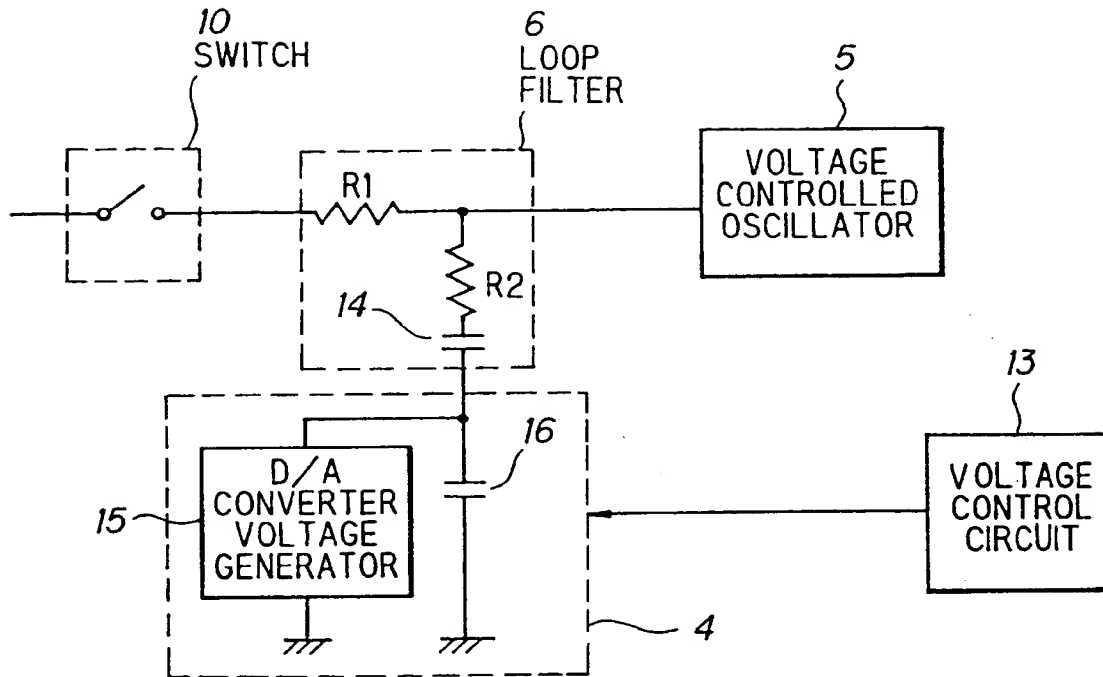 10
SWITCH
6
LOOP
FILTER
5
VOLTAGE
CONTROLLED
OSCILLATOR
R1
R2
14
16
13
D/A
CONVERTER
VOLTAGE
GENERATOR
15
VOLTAGE
CONTROL
CIRCUIT
4